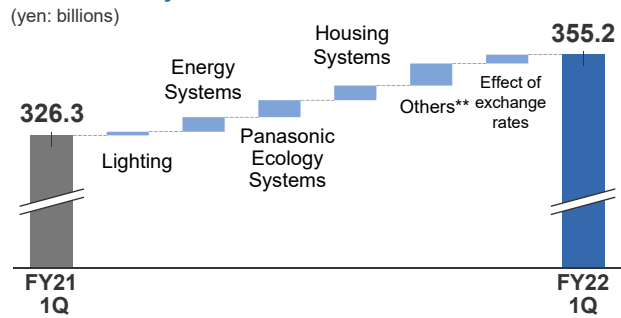 (yen: billions)
326.3
Lighting
Energy
Systems
Panasonic
Ecology
Systems
Housing
Systems
Others**
Effect of
exchange
rates
355.2
FY21
1Q
FY22
1Q